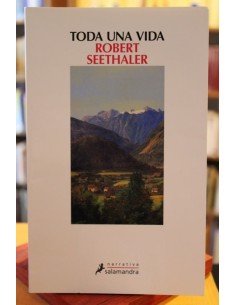 TODA UNA VIDA
ROBERT
SEETHALER
narrativa
salamandra